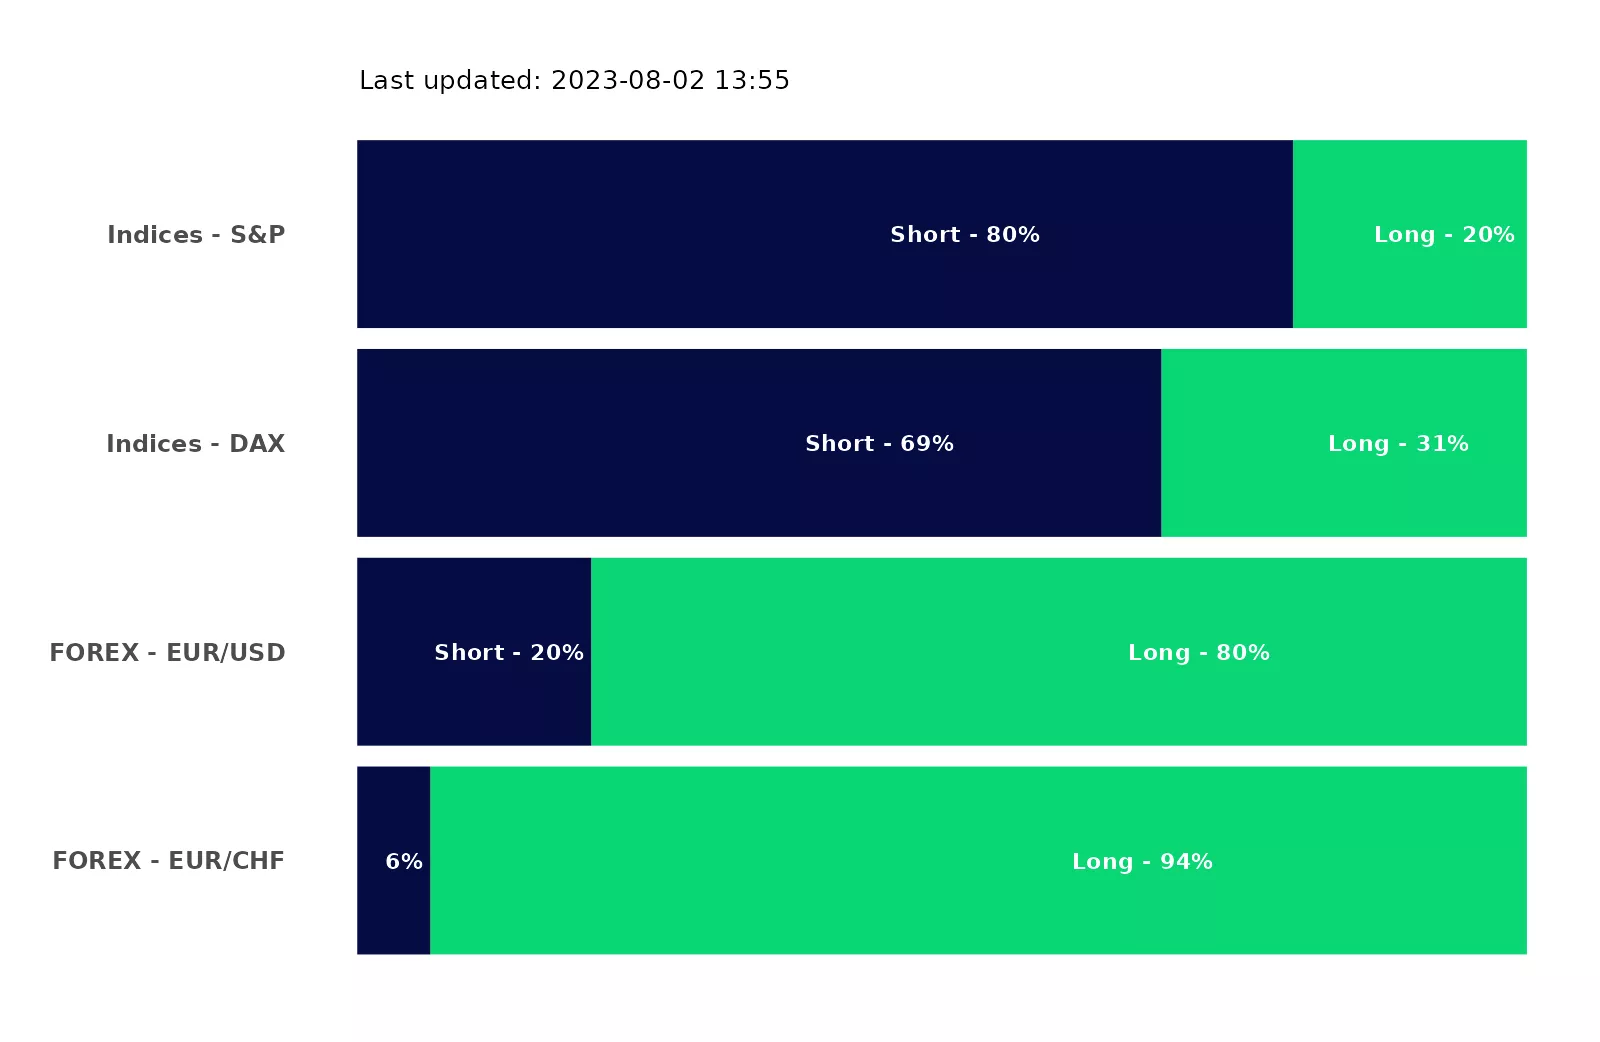 Last updated: 2023-08-02 13:55
Indices - S&P Short - 80% Long - 20%
Indices - DAX Short - 69% Long - 31%
FOREX - EUR/USD Short - 20% Long - 80%
FOREX - EUR/CHF 6% Long - 94%